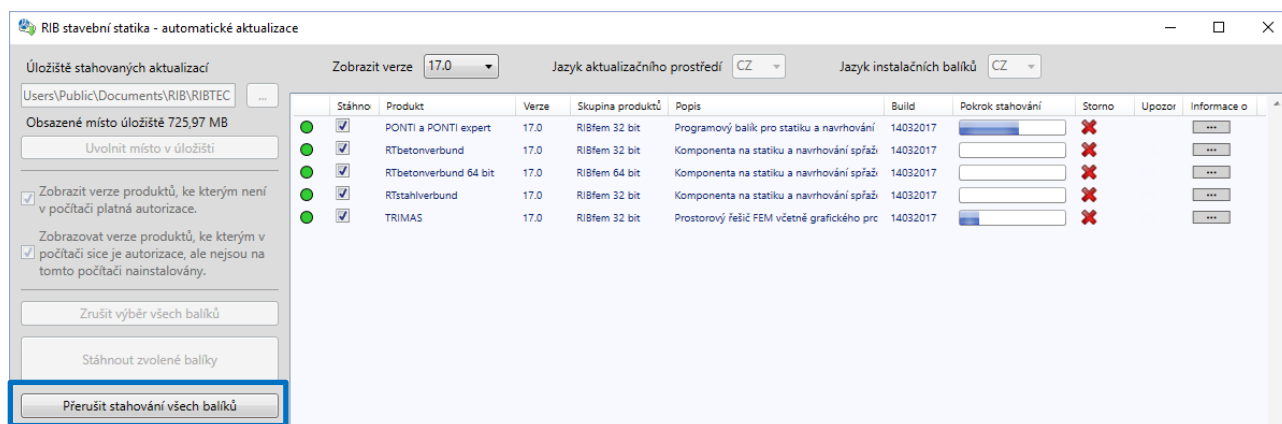 RIB stavební statika - automatické aktualizace
Úložiště stahovaných aktualizací
Users\Public\Documents\RIB\RIBTEC ...
Obsazené místo úložiště 725,97 MB
Uvolnit místo v úložišti
Zobrazit verze produktů, ke kterým není
v počítači platná autorizace.
Zobrazovat verze produktů, ke kterým v
počítači sice je autorizace, ale nejsou na
tomto počítači nainstalovány.
Zrušit výběr všech balíků
Stáhnout zvolené balíky
Přerušit stahování všech balíků
Zobrazit verze 17.0 Jazyk aktualizačního prostředí CZ Jazyk instalačních balíků CZ
Stáhno Produkt Verze Skupina produktů Popis Build Pokrok stahování Storno Upozor Informace o
PONTI a PONTI expert 17.0 RIBfem 32 bit Programový balík pro statiku a navrhování 14032017 ...
RTbetonverbund 17.0 RIBfem 32 bit Komponenta na statiku a navrhování spřaž 14032017 ...
RTbetonverbund 64 bit 17.0 RIBfem 64 bit Komponenta na statiku a navrhování spřaž 14032017 ...
RTstahlverbund 17.0 RIBfem 32 bit Komponenta na statiku a navrhování spřaž 14032017 ...
TRIMAS 17.0 RIBfem 32 bit Prostorový řešič FEM včetně grafického prc 14032017 ...